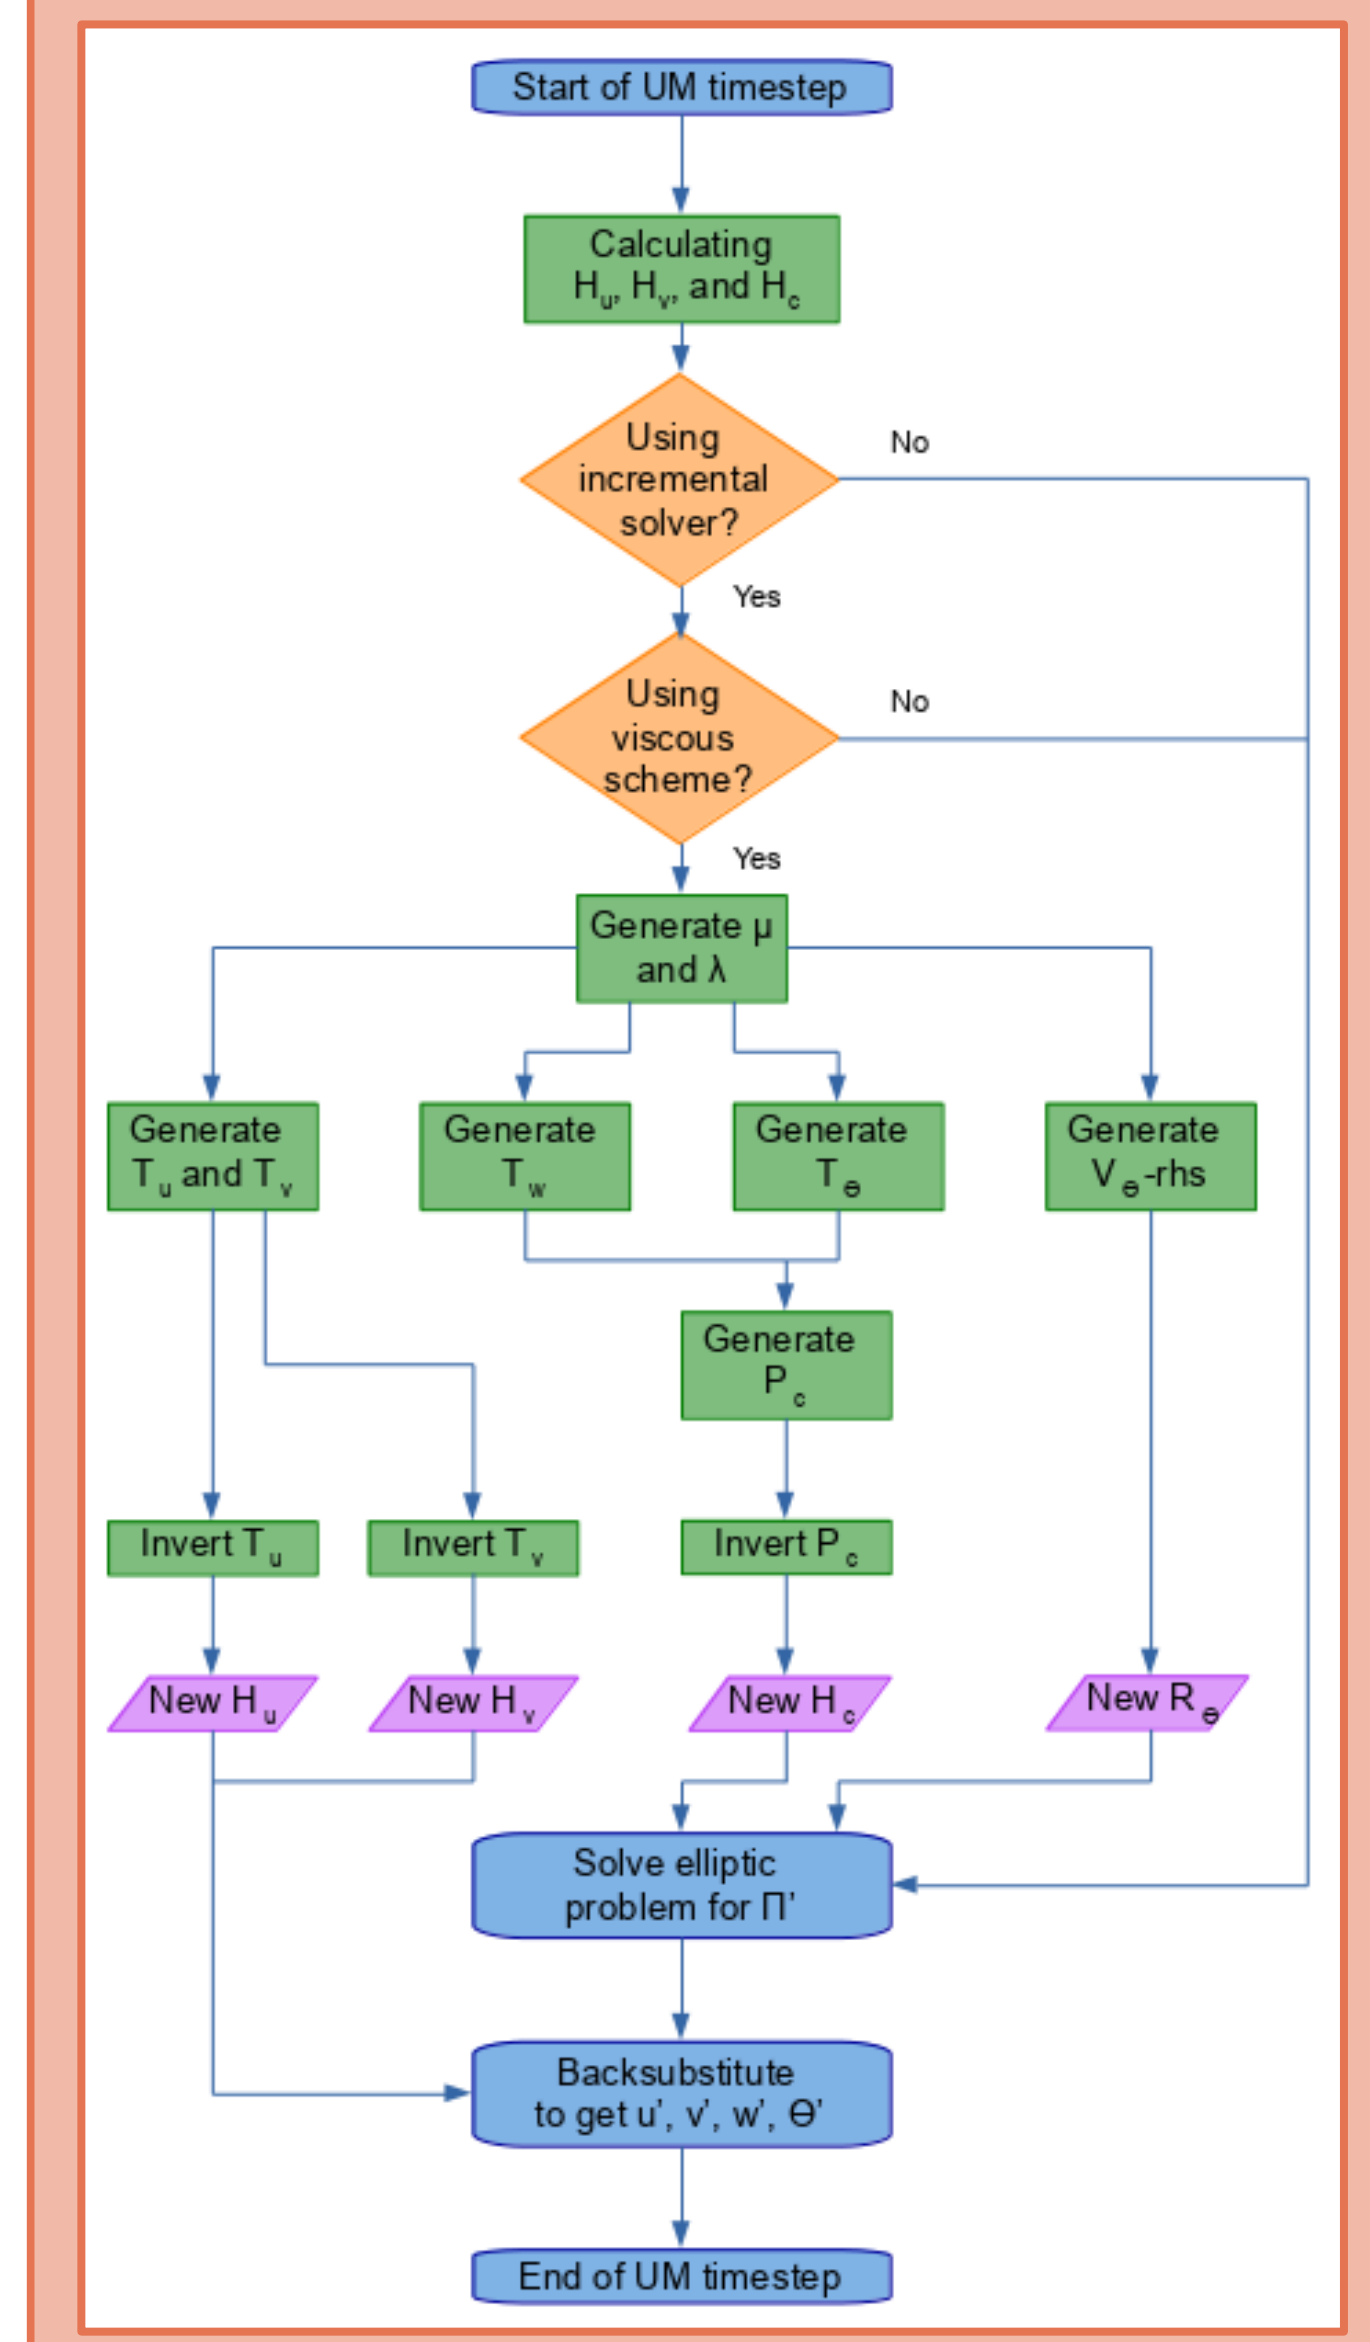 Start of UM timestep
Calculating
Hu, Hv, and Hc
Using
incremental
solver?
No
Yes
Using
viscous
scheme?
No
Yes
Generate μ
and λ
Generate
Tu and Tv
Generate
Tw
Generate
TΘ
Generate
VΘ-rhs
Generate
Pc
Invert Tu
Invert Tv
Invert Pc
New Hu
New Hv
New Hc
New RΘ
Solve elliptic
problem for Π’
Backsubstitute
to get u’, v’, w’, Θ’
End of UM timestep